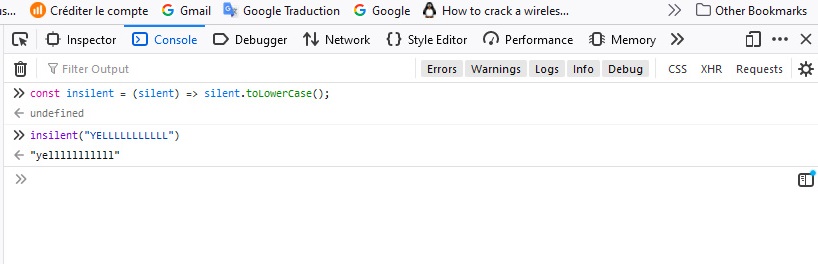 us...
Créditer le compte
Gmail
Google Traduction
Google
How to crack a wireles...
Other Bookmarks
Inspector
Console
Debugger
Network
Style Editor
Performance
Memory
Filter Output
Errors
Warnings
Logs
Info
Debug
CSS
XHR
Requests
const insilent = (silent) => silent.toLowerCase();
undefined
insilent("YELLLLLLLLLLL")
"yelllllllllllll"